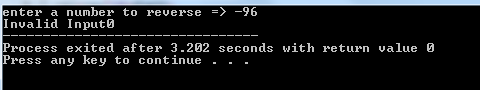 enter a number to reverse => -96
Invalid Input0
--------------------------------
Process exited after 3.202 seconds with return value 0
Press any key to continue . . .